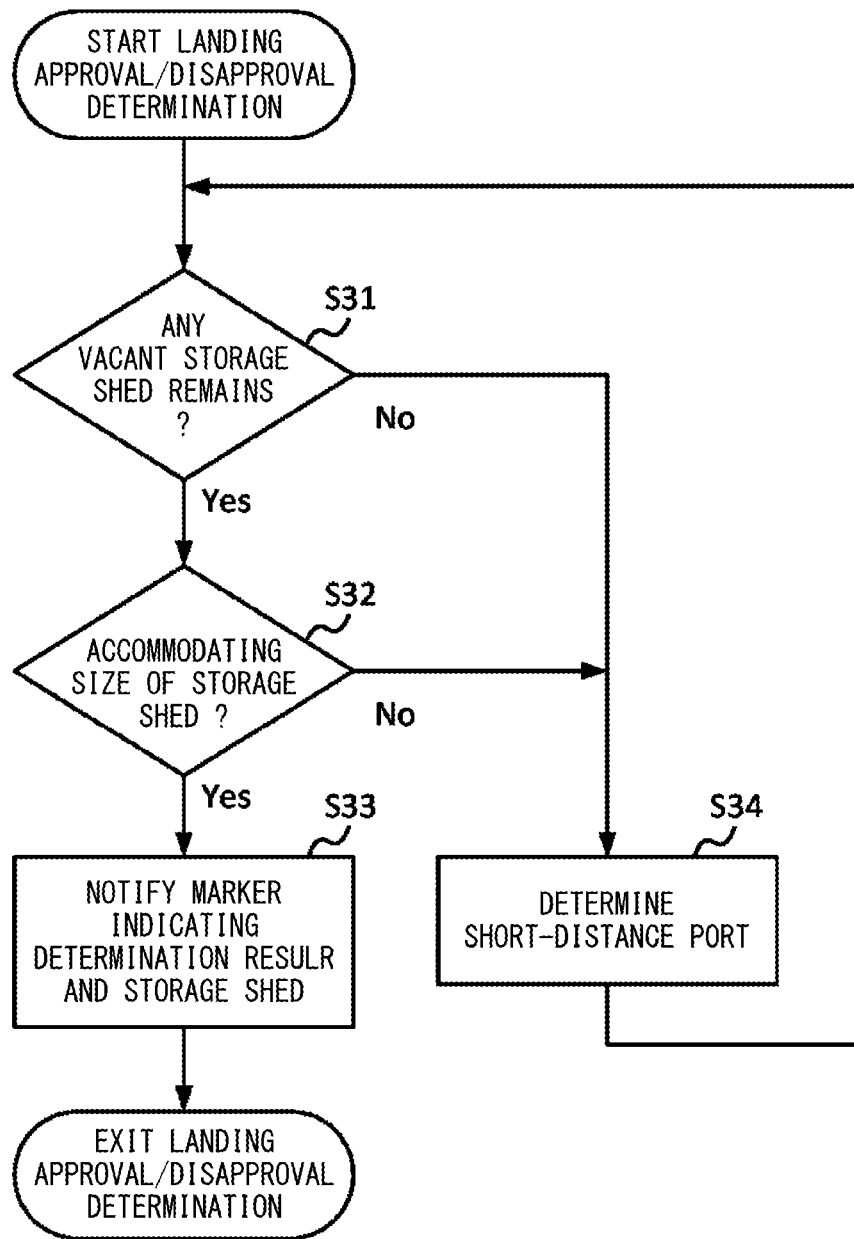 START LANDING
APPROVAL/DISAPPROVAL
DETERMINATION
S31
ANY
VACANT STORAGE
SHED REMAINS
?
No
Yes
S32
ACCOMMODATING
SIZE OF STORAGE
SHED ?
No
Yes
S33
NOTIFY MARKER
INDICATING
DETERMINATION RESULR
AND STORAGE SHED
S34
DETERMINE
SHORT-DISTANCE PORT
EXIT LANDING
APPROVAL/DISAPPROVAL
DETERMINATION